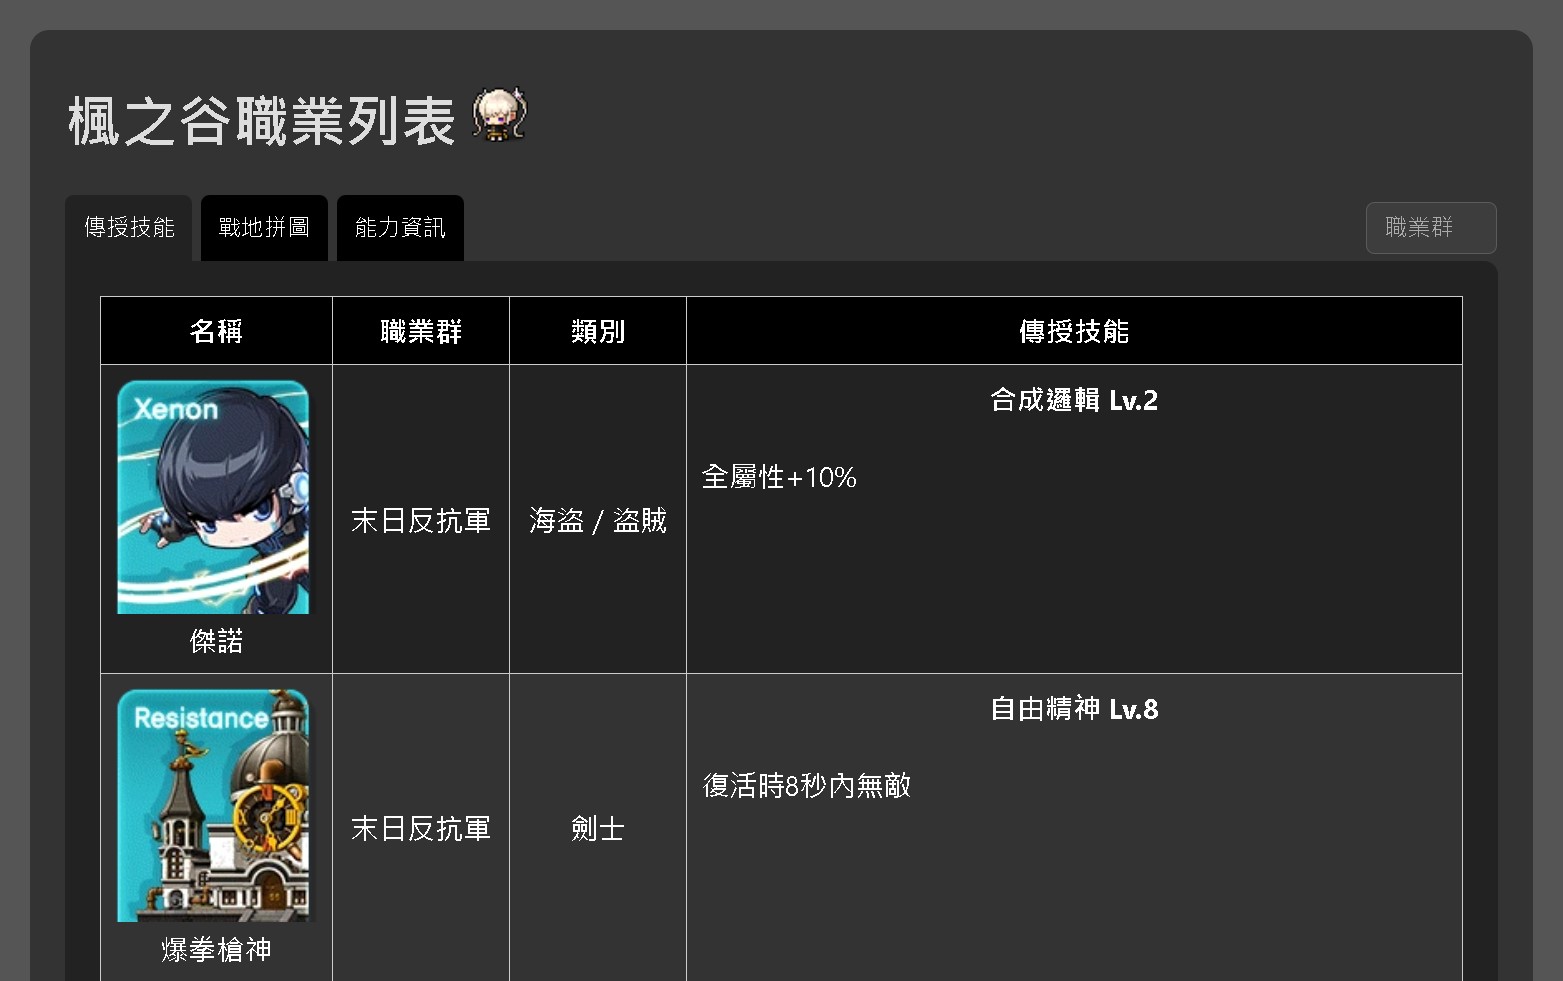 楓之谷職業列表
傳授技能
戰地拼圖
能力資訊
職業群
名稱
職業群
類別
傳授技能
Xenon
傑諾
末日反抗軍
海盜 / 盜賊
合成邏輯 Lv.2
全屬性+10%
Resistance
爆拳槍神
末日反抗軍
劍士
自由精神 Lv.8
復活時8秒內無敵